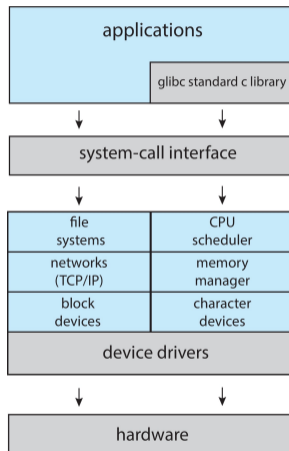 applications
glibc standard c library
system-call interface
file
systems
CPU
scheduler
networks
(TCP/IP)
memory
manager
block
devices
character
devices
device drivers
hardware